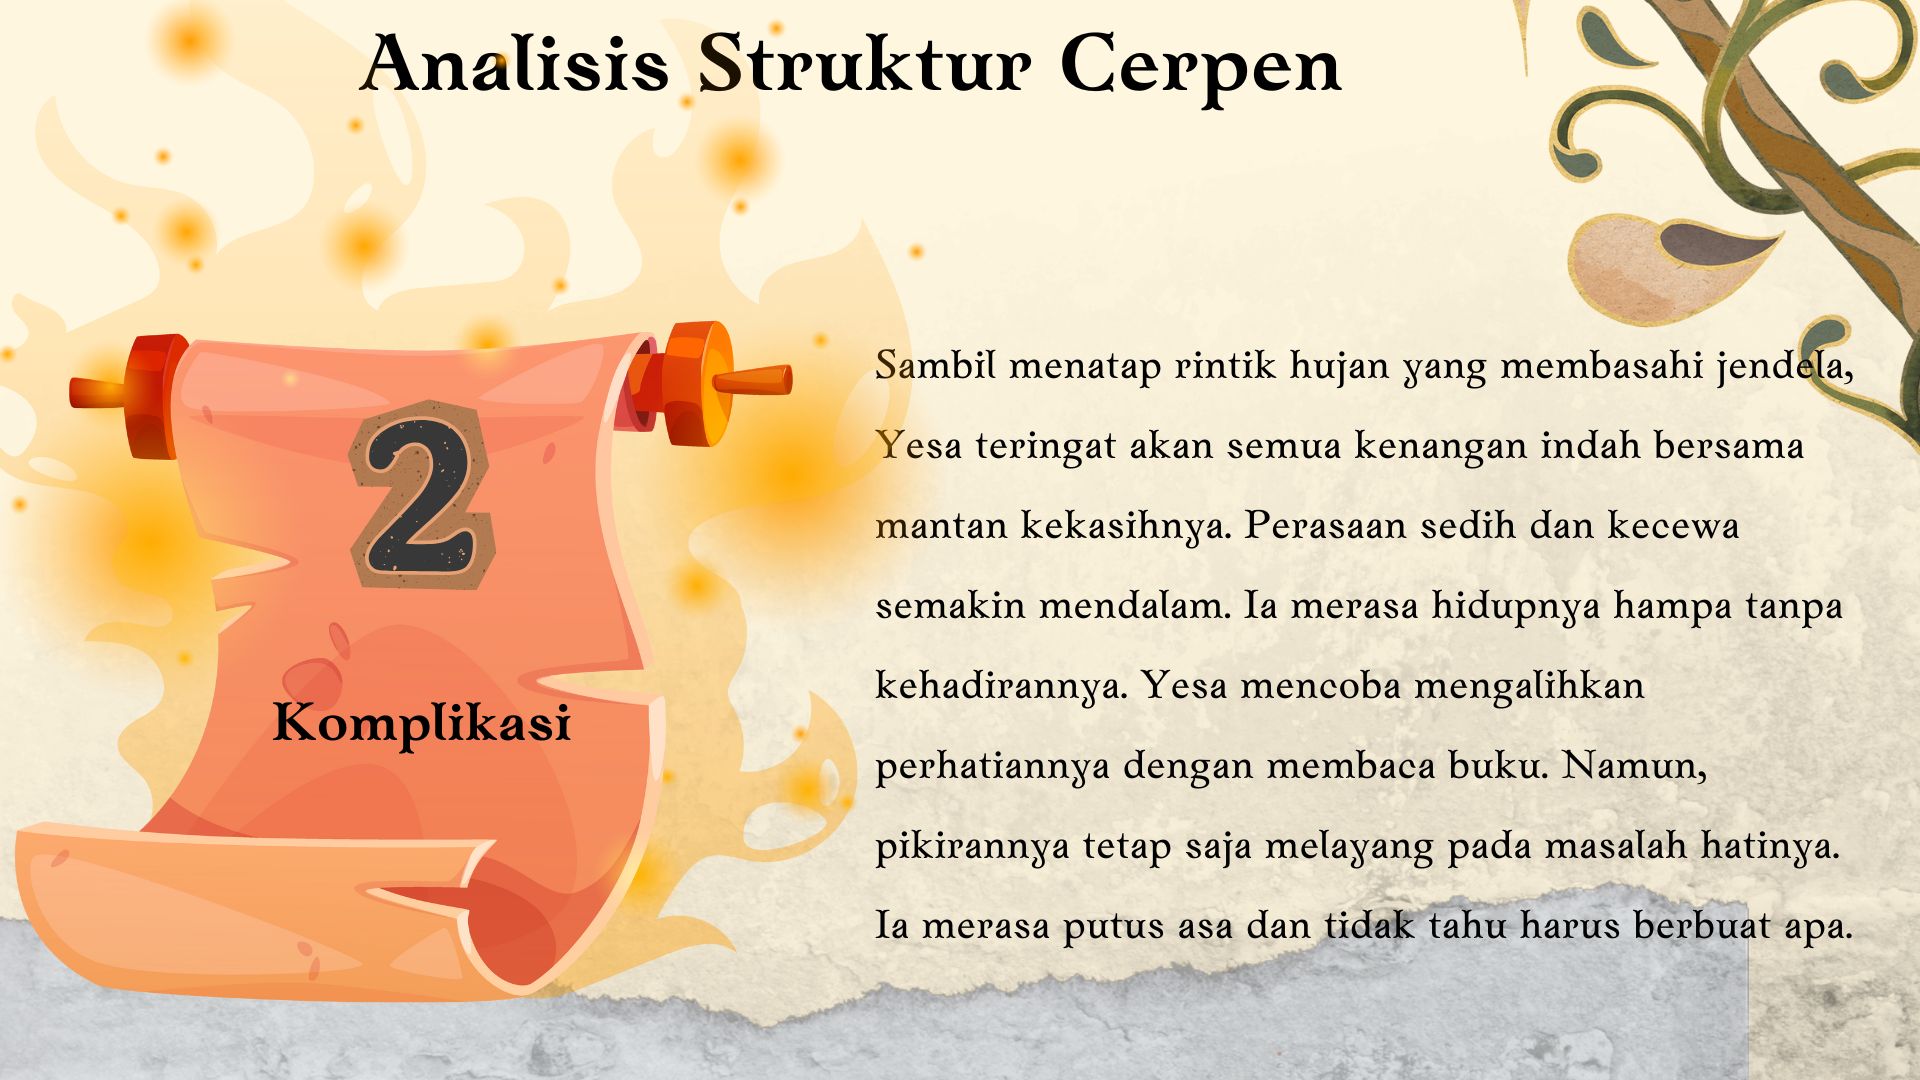 Analisis Struktur Cerpen
2
Komplikasi
Sambil menatap rintik hujan yang membasahi jendela,
Yesa teringat akan semua kenangan indah bersama
mantan kekasihnya. Perasaan sedih dan kecewa
semakin mendalam. Ia merasa hidupnya hampa tanpa
kehadirannya. Yesa mencoba mengalihkan
perhatiannya dengan membaca buku. Namun,
pikirannya tetap saja melayang pada masalah hatinya.
Ia merasa putus asa dan tidak tahu harus berbuat apa.